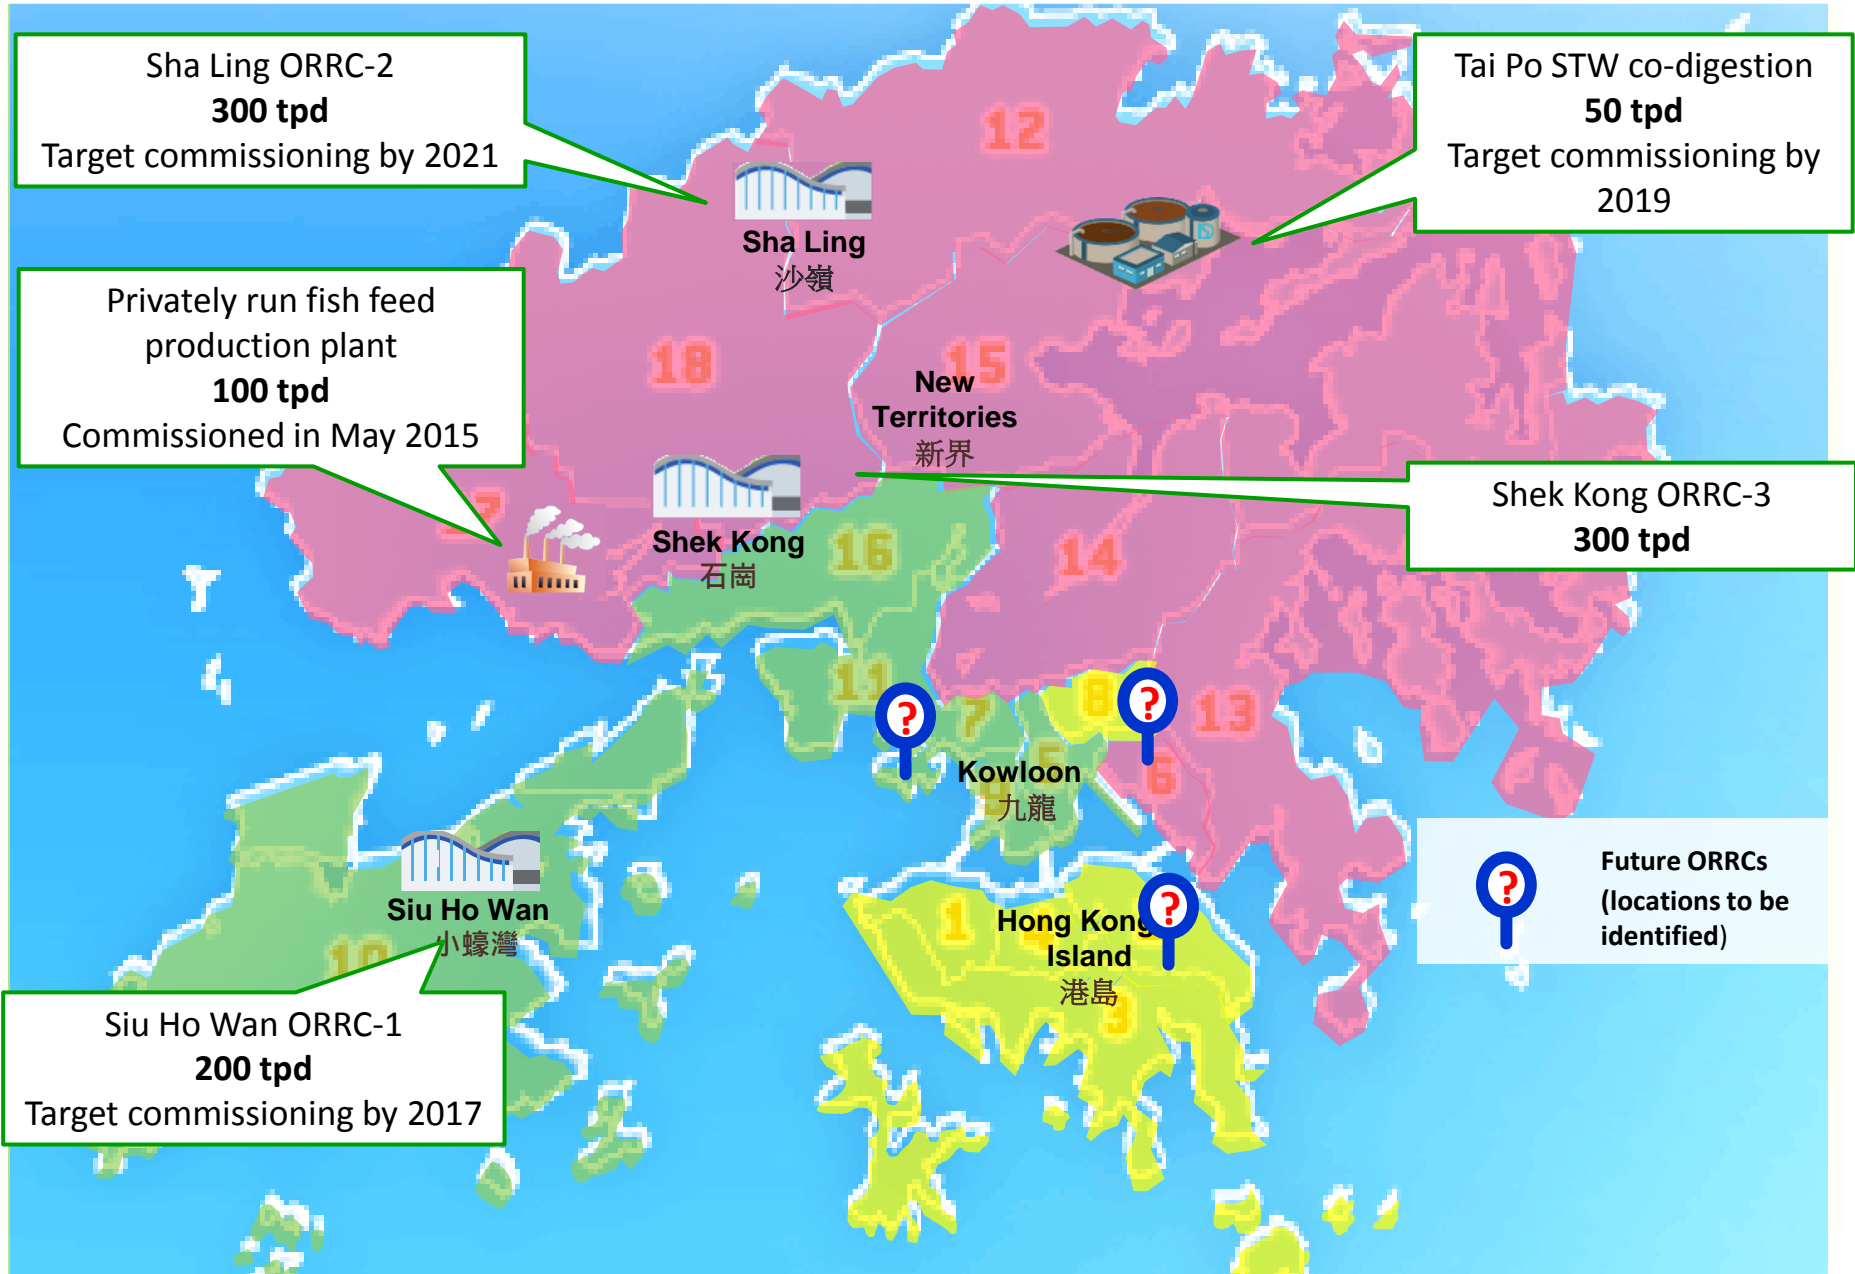 Sha Ling ORRC-2
300 tpd
Target commissioning by 2021
Tai Po STW co-digestion
50 tpd
Target commissioning by
2019
12
Sha Ling
沙嶺
Privately run fish feed
production plant
100 tpd
Commissioned in May 2015
18
15
New
Territories
新界
17
Shek Kong
石崗
16
14
Shek Kong ORRC-3
300 tpd
11
?
7
8
?
13
5
6
Kowloon
九龍
Siu Ho Wan
小蠔灣
10
1
Hong Kong
Island
港島
?
3
?
Future ORRCs
(locations to be
identified)
Siu Ho Wan ORRC-1
200 tpd
Target commissioning by 2017